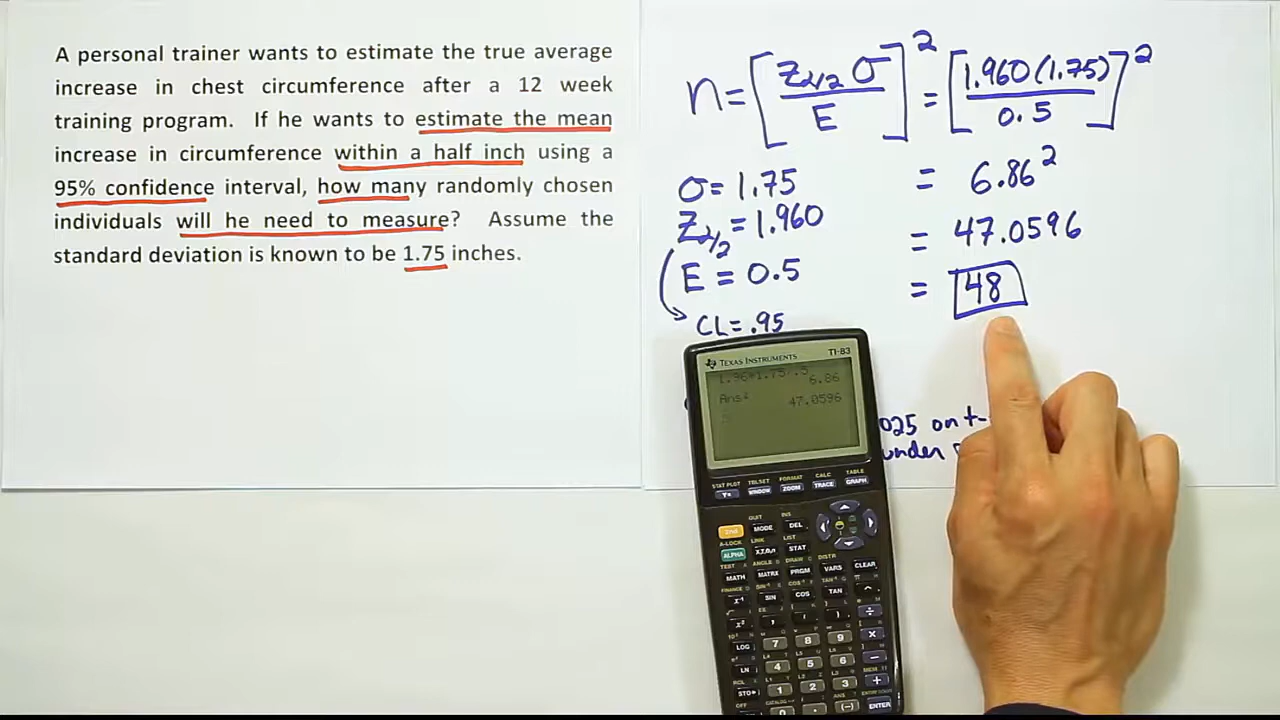 A personal trainer wants to estimate the true average
increase in chest circumference after a 12 week
training program. If he wants to estimate the mean
increase in circumference within a half inch using a
95% confidence interval, how many randomly chosen
individuals will he need to measure? Assume the
standard deviation is known to be 1.75 inches.
n = [Zα/2 σ / E]² = [1.960(1.75) / 0.5]²
= 6.86²
= 47.0596
= 48
σ = 1.75
Zα/2 = 1.960
E = 0.5
CL = .95
025 on t-
under
TEXAS INSTRUMENTS TI-83
1.96*1.75/.5
6.86
Ans²
47.0596
STAT PLOT TBLSET FORMAT CALC TABLE
Y= WINDOW ZOOM TRACE GRAPH
QUIT INS
2nd MODE DEL
A-LOCK LINK LIST
ALPHA X,T,θ,n STAT
TEST A ANGLE B DRAW C DISTR
MATH MATRX PRGM VARS CLEAR
SIN COS TAN ^
x⁻¹
x² , ( ) ÷
LOG 7 8 9 ×
LN 4 5 6 −
RCL
STO▸ 1 2 3 +
0 . (−) ENTER